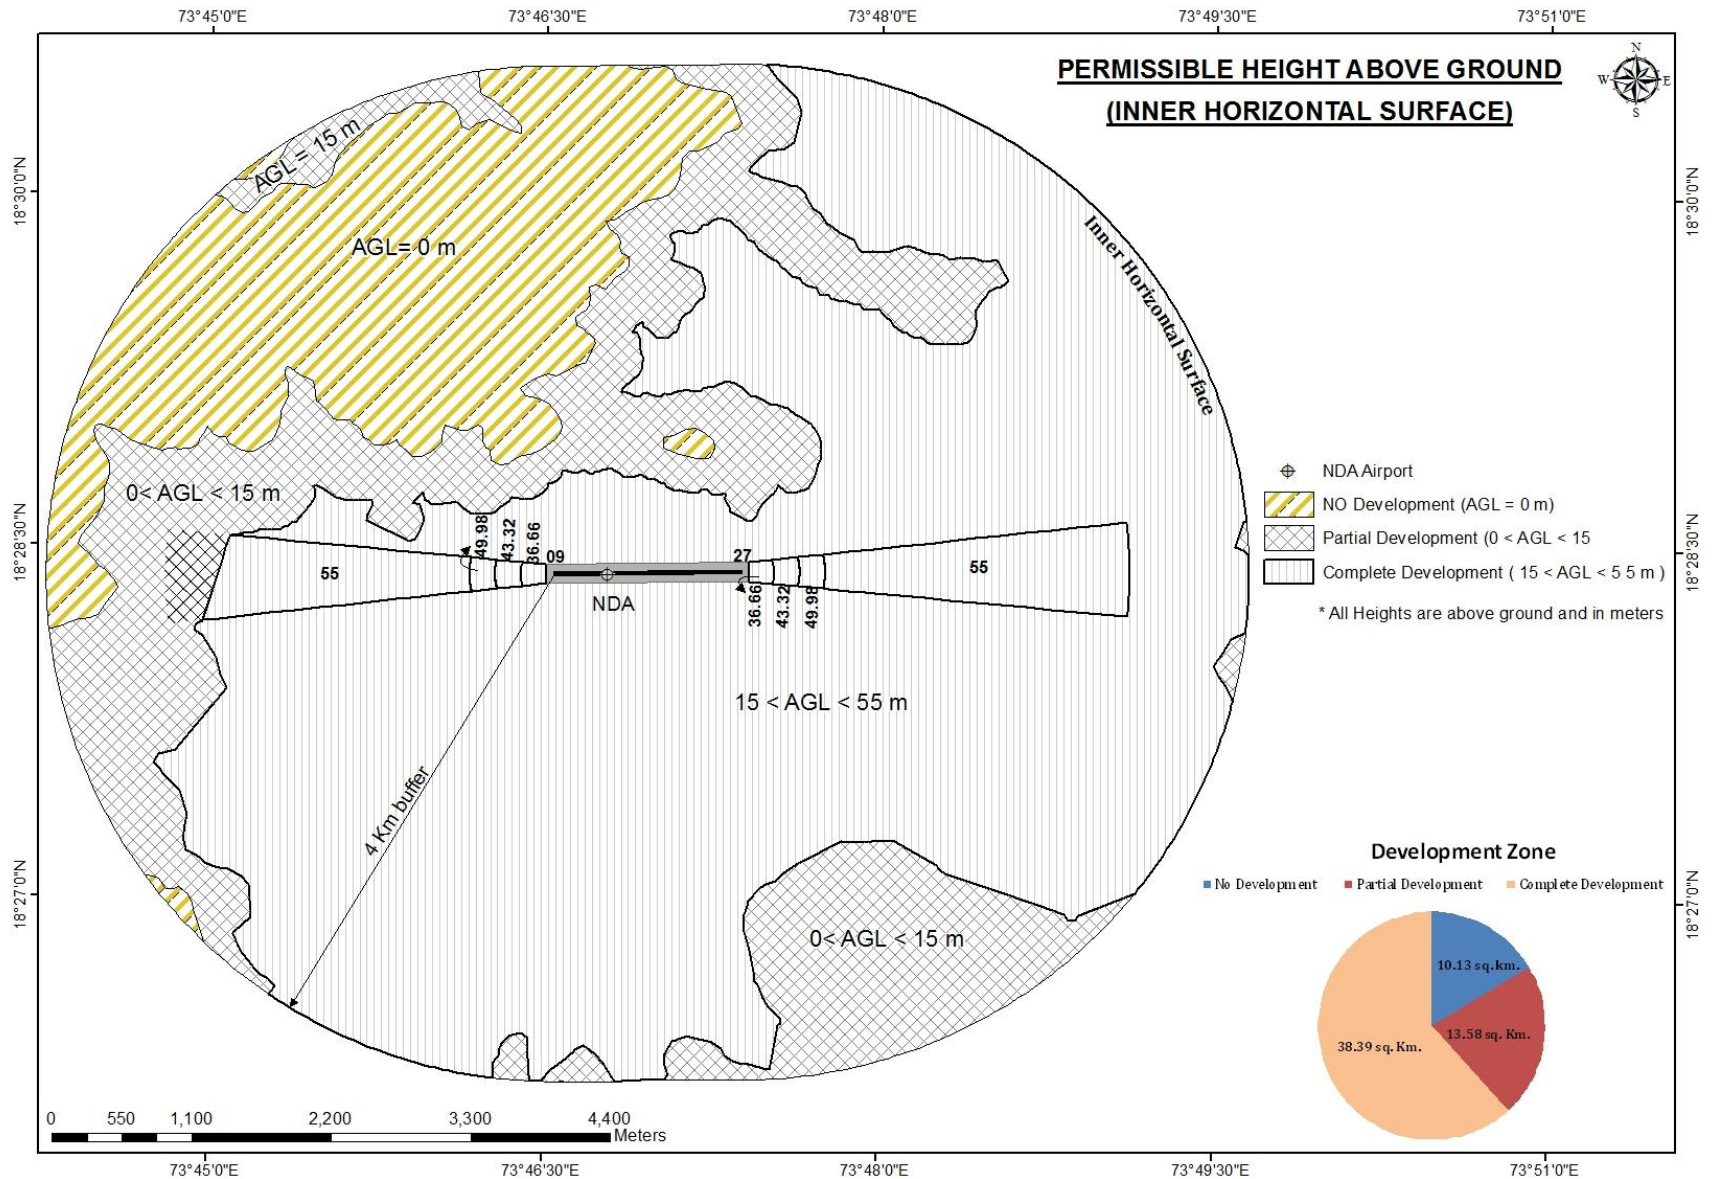 73°45'0"E
73°46'30"E
73°48'0"E
73°49'30"E
73°51'0"E
PERMISSIBLE HEIGHT ABOVE GROUND
(INNER HORIZONTAL SURFACE)
N
W
E
S
AGL = 15 m
18°30'0"N
18°30'0"N
AGL= 0 m
Inner Horizontal Surface
NDA Airport
0< AGL < 15 m
NO Development (AGL = 0 m)
18°28'30"N
18°28'30"N
49.98
43.32
36.66
09
27
Partial Development (0 < AGL < 15
55
55
Complete Development ( 15 < AGL < 5 5 m )
NDA
36.66
43.32
49.98
* All Heights are above ground and in meters
15 < AGL < 55 m
4 Km buffer
18°27'0"N
18°27'0"N
Development Zone
No Development
Partial Development
Complete Development
0< AGL < 15 m
10.13 sq.km.
13.58 sq. Km.
38.39 sq. Km.
0
550
1,100
2,200
3,300
4,400
Meters
73°45'0"E
73°46'30"E
73°48'0"E
73°49'30"E
73°51'0"E